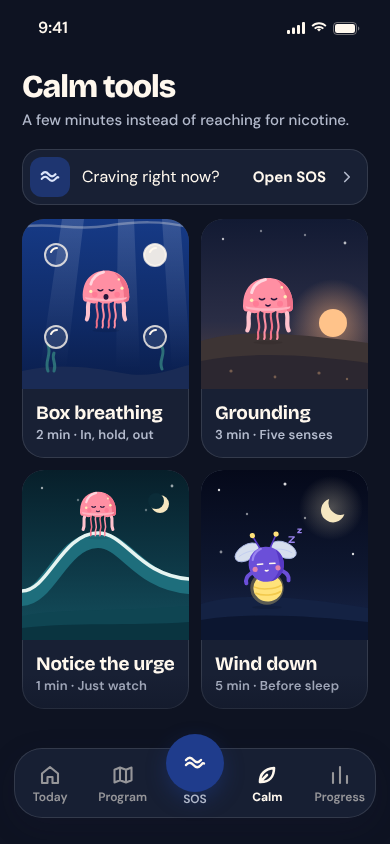 9:41
Calm tools
A few minutes instead of reaching for nicotine.
Craving right now? Open SOS
Box breathing
2 min · In, hold, out
Grounding
3 min · Five senses
z z
Notice the urge
1 min · Just watch
Wind down
5 min · Before sleep
Today
Program
SOS
Calm
Progress